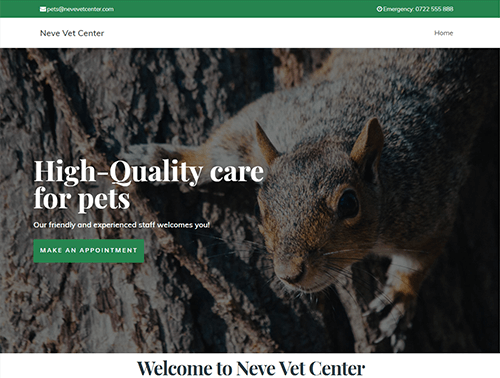 pets@nevevetcenter.com
Emergency: 0722 555 888
Neve Vet Center
Home
High-Quality care
for pets
Our friendly and experienced staff welcomes you!
MAKE AN APPOINTMENT
Welcome to Neve Vet Center